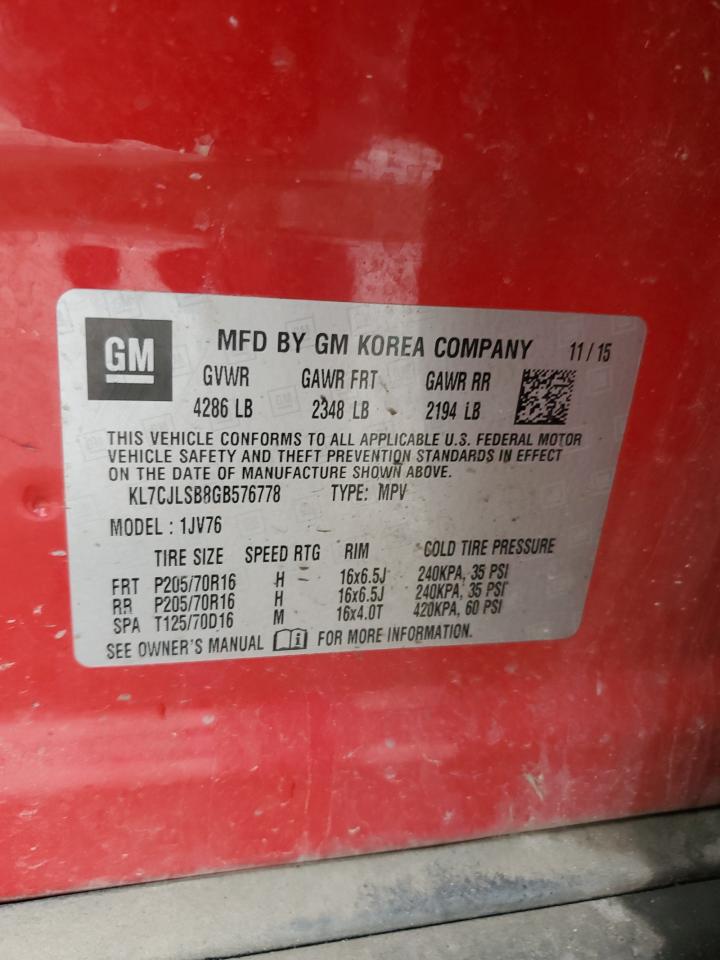 GM MFD BY GM KOREA COMPANY 11/15
GVWR GAWR FRT GAWR RR
4286 LB 2348 LB 2194 LB
THIS VEHICLE CONFORMS TO ALL APPLICABLE U.S. FEDERAL MOTOR
VEHICLE SAFETY AND THEFT PREVENTION STANDARDS IN EFFECT
ON THE DATE OF MANUFACTURE SHOWN ABOVE.
KL7CJLSB8GB576778 TYPE: MPV
MODEL : 1JV76
TIRE SIZE SPEED RTG RIM COLD TIRE PRESSURE
FRT P205/70R16 H 16x6.5J 240KPA, 35 PSI
RR P205/70R16 H 16x6.5J 240KPA, 35 PSI
SPA T125/70D16 M 16x4.0T 420KPA, 60 PSI
SEE OWNER'S MANUAL i FOR MORE INFORMATION.